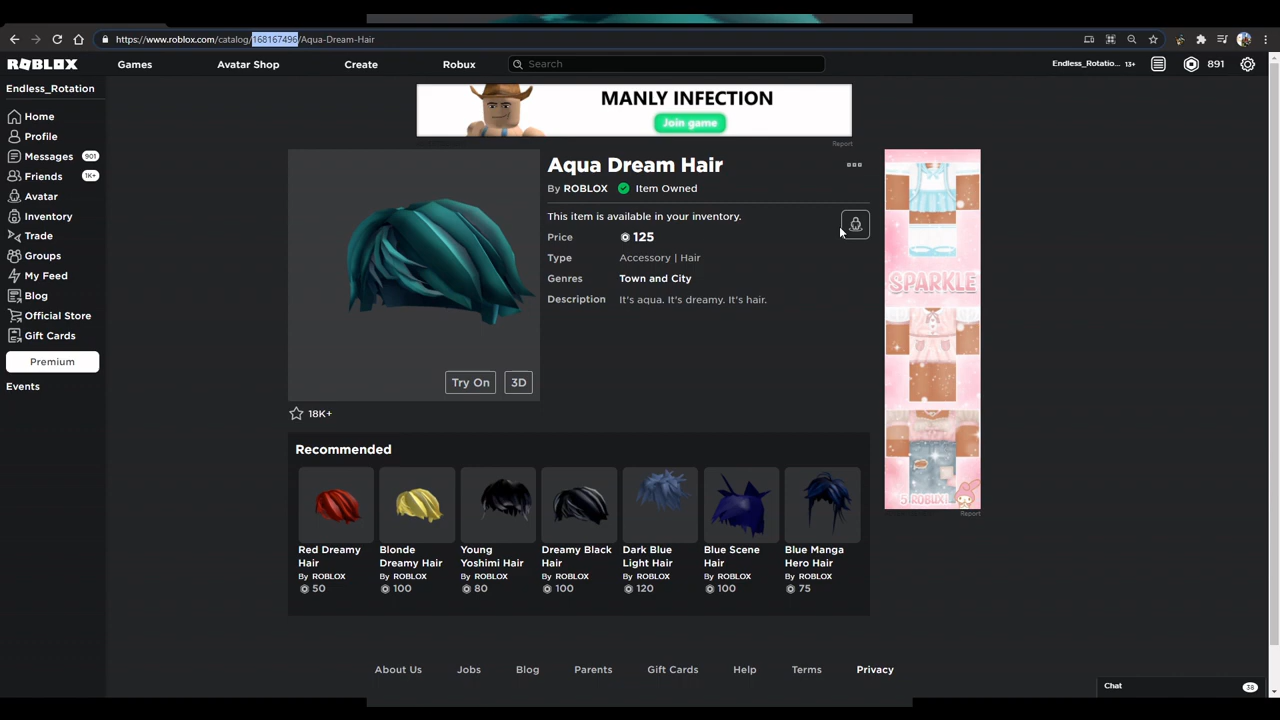 https://www.roblox.com/catalog/168167496/Aqua-Dream-Hair
ROBLOX
Games
Avatar Shop
Create
Robux
Search
Endless_Rotatio... 13+
891
Endless_Rotation
Home
Profile
Messages 901
Friends 1K+
Avatar
Inventory
Trade
Groups
My Feed
Blog
Official Store
Gift Cards
Premium
Events
MANLY INFECTION
Join game
Report
Aqua Dream Hair
By ROBLOX Item Owned
This item is available in your inventory.
Price 125
Type Accessory | Hair
Genres Town and City
Description It's aqua. It's dreamy. It's hair.
Try On
3D
18K+
SPARKLE
5 ROBUX!
Report
Recommended
Red Dreamy
Hair
By ROBLOX
50
Blonde
Dreamy Hair
By ROBLOX
100
Young
Yoshimi Hair
By ROBLOX
80
Dreamy Black
Hair
By ROBLOX
100
Dark Blue
Light Hair
By ROBLOX
120
Blue Scene
Hair
By ROBLOX
100
Blue Manga
Hero Hair
By ROBLOX
75
About Us
Jobs
Blog
Parents
Gift Cards
Help
Terms
Privacy
Chat 38